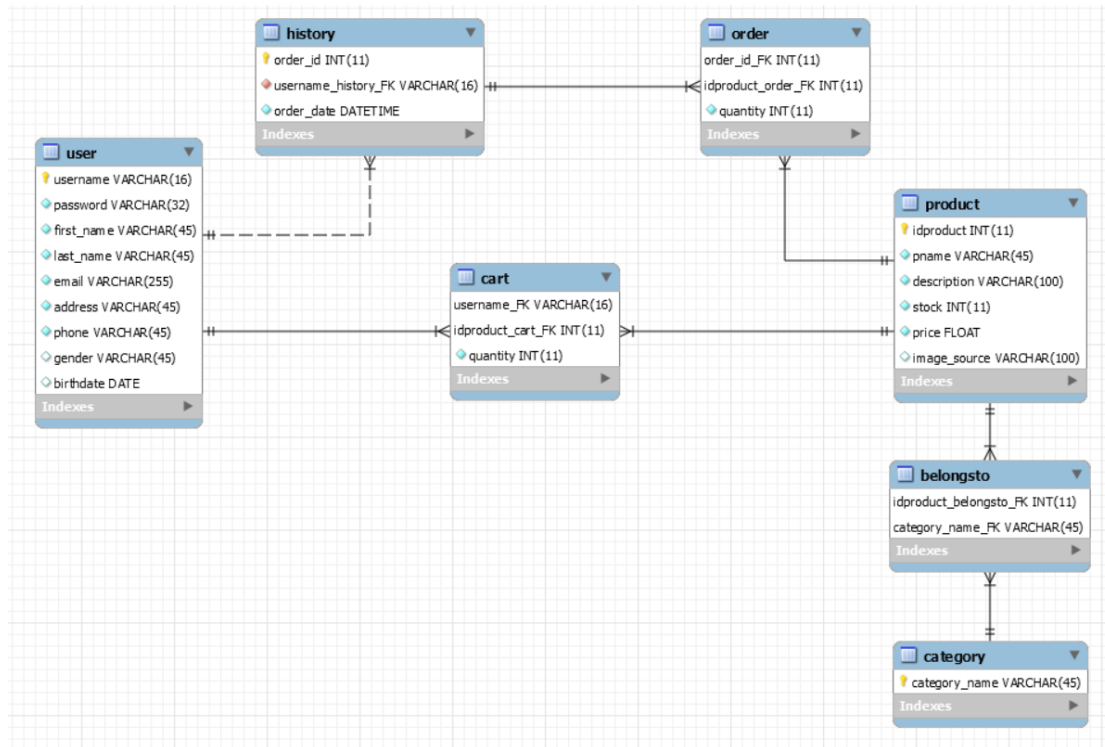 history
order_id INT(11)
username_history_FK VARCHAR(16)
order_date DATETIME
Indexes
order
order_id_FK INT(11)
idproduct_order_FK INT(11)
quantity INT(11)
Indexes
user
username VARCHAR(16)
password VARCHAR(32)
first_name VARCHAR(45)
last_name VARCHAR(45)
email VARCHAR(255)
address VARCHAR(45)
phone VARCHAR(45)
gender VARCHAR(45)
birthdate DATE
Indexes
cart
username_FK VARCHAR(16)
idproduct_cart_FK INT(11)
quantity INT(11)
Indexes
product
idproduct INT(11)
pname VARCHAR(45)
description VARCHAR(100)
stock INT(11)
price FLOAT
image_source VARCHAR(100)
Indexes
belongsto
idproduct_belongsto_FK INT(11)
category_name_FK VARCHAR(45)
Indexes
category
category_name VARCHAR(45)
Indexes